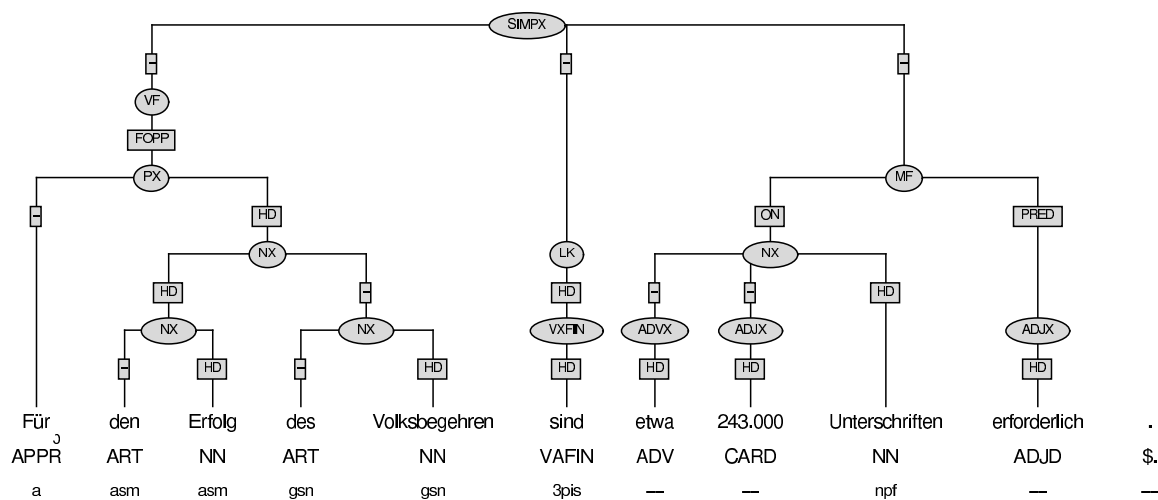 SIMPX
- - -
VF
FOPP
PX MF
- HD ON PRED
NX LK NX
HD - HD - - HD
NX NX VXFIN ADVX ADJX ADJX
- HD - HD HD HD HD HD
Für den Erfolg des Volksbegehren sind etwa 243.000 Unterschriften erforderlich .
J
APPR ART NN ART NN VAFIN ADV CARD NN ADJD $.
a asm asm gsn gsn 3pis -- -- npf -- --